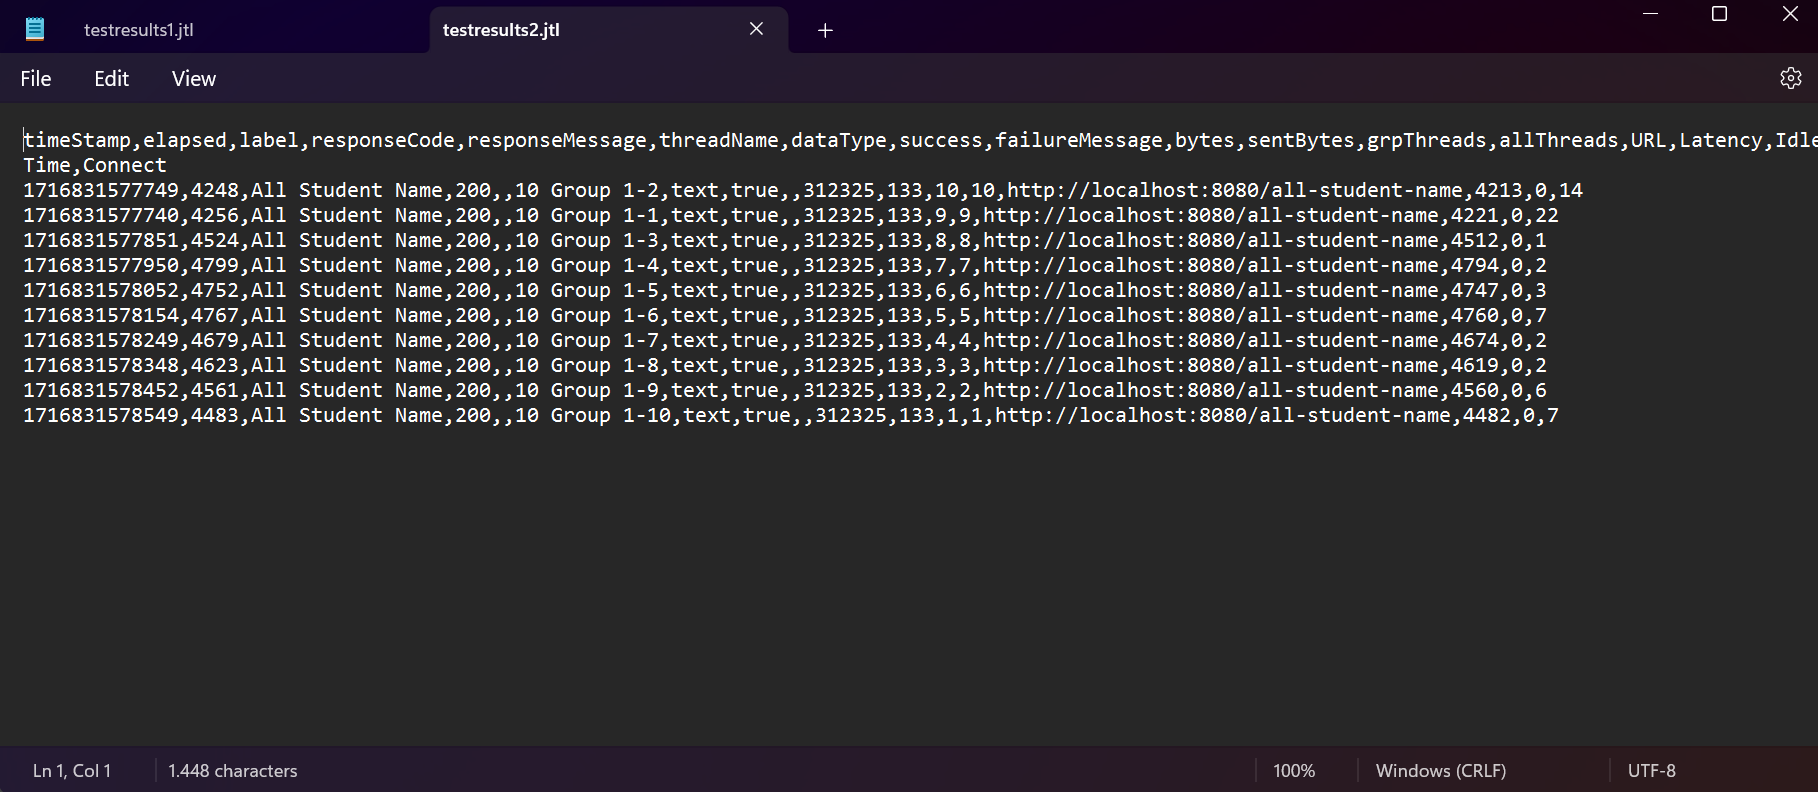 testresults1.jtl
testresults2.jtl
File Edit View
timeStamp,elapsed,label,responseCode,responseMessage,threadName,dataType,success,failureMessage,bytes,sentBytes,grpThreads,allThreads,URL,Latency,Idle
Time,Connect
1716831577749,4248,All Student Name,200,,10 Group 1-2,text,true,,312325,133,10,10,http://localhost:8080/all-student-name,4213,0,14
1716831577740,4256,All Student Name,200,,10 Group 1-1,text,true,,312325,133,9,9,http://localhost:8080/all-student-name,4221,0,22
1716831577851,4524,All Student Name,200,,10 Group 1-3,text,true,,312325,133,8,8,http://localhost:8080/all-student-name,4512,0,1
1716831577950,4799,All Student Name,200,,10 Group 1-4,text,true,,312325,133,7,7,http://localhost:8080/all-student-name,4794,0,2
1716831578052,4752,All Student Name,200,,10 Group 1-5,text,true,,312325,133,6,6,http://localhost:8080/all-student-name,4747,0,3
1716831578154,4767,All Student Name,200,,10 Group 1-6,text,true,,312325,133,5,5,http://localhost:8080/all-student-name,4760,0,7
1716831578249,4679,All Student Name,200,,10 Group 1-7,text,true,,312325,133,4,4,http://localhost:8080/all-student-name,4674,0,2
1716831578348,4623,All Student Name,200,,10 Group 1-8,text,true,,312325,133,3,3,http://localhost:8080/all-student-name,4619,0,2
1716831578452,4561,All Student Name,200,,10 Group 1-9,text,true,,312325,133,2,2,http://localhost:8080/all-student-name,4560,0,6
1716831578549,4483,All Student Name,200,,10 Group 1-10,text,true,,312325,133,1,1,http://localhost:8080/all-student-name,4482,0,7
Ln 1, Col 1 1.448 characters 100% Windows (CRLF) UTF-8